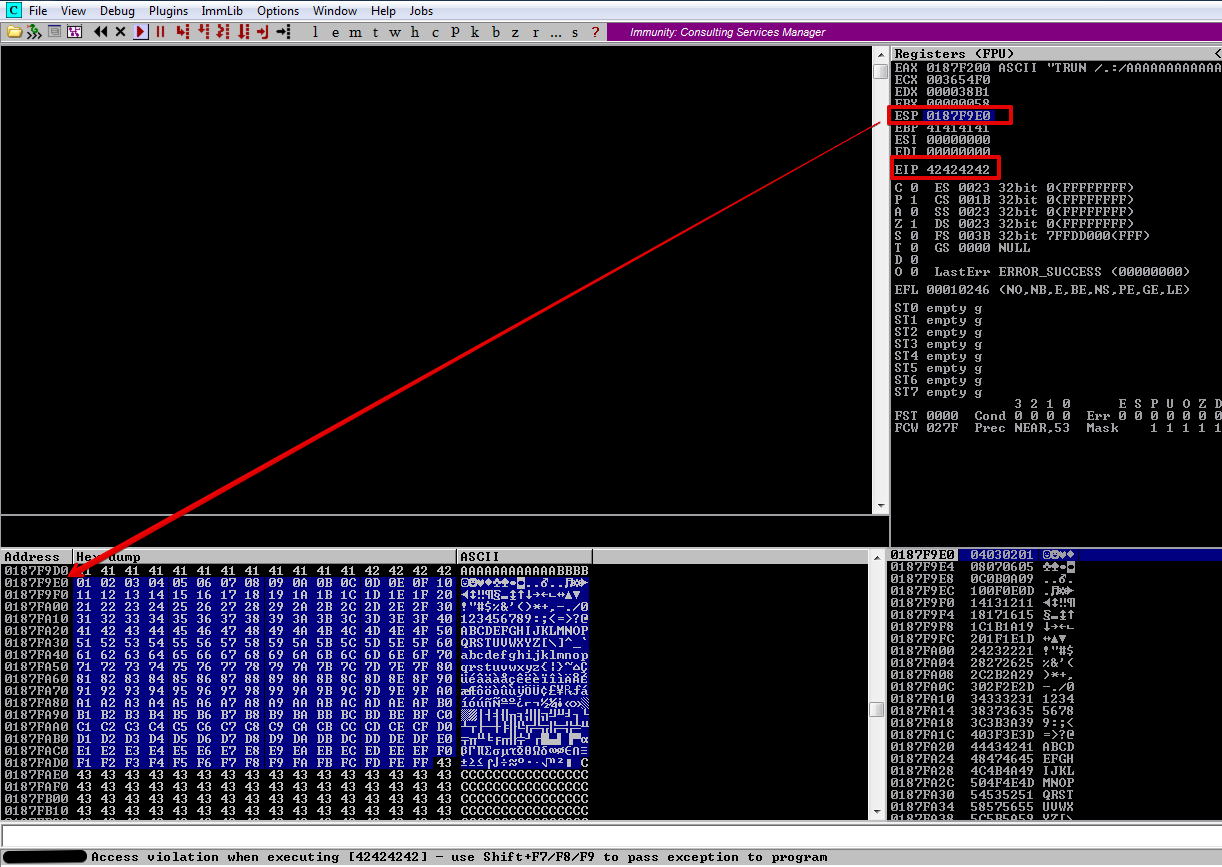 C File View Debug Plugins ImmLib Options Window Help Jobs
l e m t w h c P k b z r ... s ? Immunity: Consulting Services Manager
Registers (FPU) <
EAX 0187F200 ASCII "TRUN /.:/AAAAAAAAAAAA
ECX 003654F0
EDX 000038B1
EBX 00000058
ESP 0187F9E0
EBP 41414141
ESI 00000000
EDI 00000000
EIP 42424242
C 0 ES 0023 32bit 0(FFFFFFFF)
P 1 CS 001B 32bit 0(FFFFFFFF)
A 0 SS 0023 32bit 0(FFFFFFFF)
Z 1 DS 0023 32bit 0(FFFFFFFF)
S 0 FS 003B 32bit 7FFDD000(FFF)
T 0 GS 0000 NULL
D 0
O 0 LastErr ERROR_SUCCESS (00000000)
EFL 00010246 (NO,NB,E,BE,NS,PE,GE,LE)
ST0 empty g
ST1 empty g
ST2 empty g
ST3 empty g
ST4 empty g
ST5 empty g
ST6 empty g
ST7 empty g
3 2 1 0 E S P U O Z D
FST 0000 Cond 0 0 0 0 Err 0 0 0 0 0 0 0
FCW 027F Prec NEAR,53 Mask 1 1 1 1 1
Address Hex dump ASCII
0187F9D0 41 41 41 41 41 41 41 41 41 41 41 41 42 42 42 42 AAAAAAAAAAAABBBB
0187F9E0 01 02 03 04 05 06 07 08 09 0A 0B 0C 0D 0E 0F 10
0187F9F0 11 12 13 14 15 16 17 18 19 1A 1B 1C 1D 1E 1F 20
0187FA00 21 22 23 24 25 26 27 28 29 2A 2B 2C 2D 2E 2F 30 !"#$%&'()*+,-./0
0187FA10 31 32 33 34 35 36 37 38 39 3A 3B 3C 3D 3E 3F 40 123456789:;<=>?@
0187FA20 41 42 43 44 45 46 47 48 49 4A 4B 4C 4D 4E 4F 50 ABCDEFGHIJKLMNOP
0187FA30 51 52 53 54 55 56 57 58 59 5A 5B 5C 5D 5E 5F 60 QRSTUVWXYZ[\]^_`
0187FA40 61 62 63 64 65 66 67 68 69 6A 6B 6C 6D 6E 6F 70 abcdefghijklmnop
0187FA50 71 72 73 74 75 76 77 78 79 7A 7B 7C 7D 7E 7F 80 qrstuvwxyz{|}~⌂Ç
0187FA60 81 82 83 84 85 86 87 88 89 8A 8B 8C 8D 8E 8F 90 üéâäàåçêëèïîìÄÅÉ
0187FA70 91 92 93 94 95 96 97 98 99 9A 9B 9C 9D 9E 9F A0
0187FA80 A1 A2 A3 A4 A5 A6 A7 A8 A9 AA AB AC AD AE AF B0
0187FA90 B1 B2 B3 B4 B5 B6 B7 B8 B9 BA BB BC BD BE BF C0
0187FAA0 C1 C2 C3 C4 C5 C6 C7 C8 C9 CA CB CC CD CE CF D0
0187FAB0 D1 D2 D3 D4 D5 D6 D7 D8 D9 DA DB DC DD DE DF E0
0187FAC0 E1 E2 E3 E4 E5 E6 E7 E8 E9 EA EB EC ED EE EF F0
0187FAD0 F1 F2 F3 F4 F5 F6 F7 F8 F9 FA FB FC FD FE FF 43
0187FAE0 43 43 43 43 43 43 43 43 43 43 43 43 43 43 43 43 CCCCCCCCCCCCCCCC
0187FAF0 43 43 43 43 43 43 43 43 43 43 43 43 43 43 43 43 CCCCCCCCCCCCCCCC
0187FB00 43 43 43 43 43 43 43 43 43 43 43 43 43 43 43 43 CCCCCCCCCCCCCCCC
0187FB10 43 43 43 43 43 43 43 43 43 43 43 43 43 43 43 43 CCCCCCCCCCCCCCCC
0187F9E0 04030201 ☺☻♥♦
0187F9E4 08070605 ♣♠•◘
0187F9E8 0C0B0A09 ..♂.
0187F9EC 100F0E0D .♫☼►
0187F9F0 14131211 ◄↕‼¶
0187F9F4 18171615 §▬↨↑
0187F9F8 1C1B1A19 ↓→←∟
0187F9FC 201F1E1D ↔▲▼
0187FA00 24232221 !"#$
0187FA04 28272625 %&'(
0187FA08 2C2B2A29 )*+,
0187FA0C 302F2E2D -./0
0187FA10 34333231 1234
0187FA14 38373635 5678
0187FA18 3C3B3A39 9:;<
0187FA1C 403F3E3D =>?@
0187FA20 44434241 ABCD
0187FA24 48474645 EFGH
0187FA28 4C4B4A49 IJKL
0187FA2C 504F4E4D MNOP
0187FA30 54535251 QRST
0187FA34 58575655 UVWX
0187FA38 5C5B5A59 YZ[\
Access violation when executing [42424242] - use Shift+F7/F8/F9 to pass exception to program